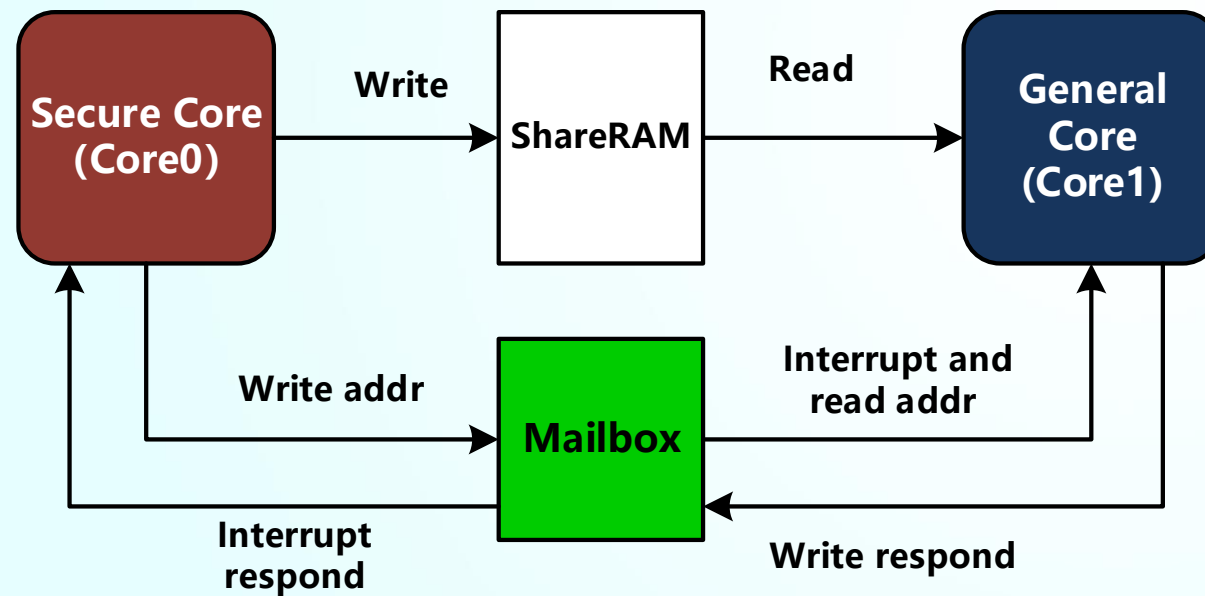 Write
Read
Secure Core
(Core0)
ShareRAM
General
Core
(Core1)
Write addr
Mailbox
Interrupt and
read addr
Interrupt
respond
Write respond